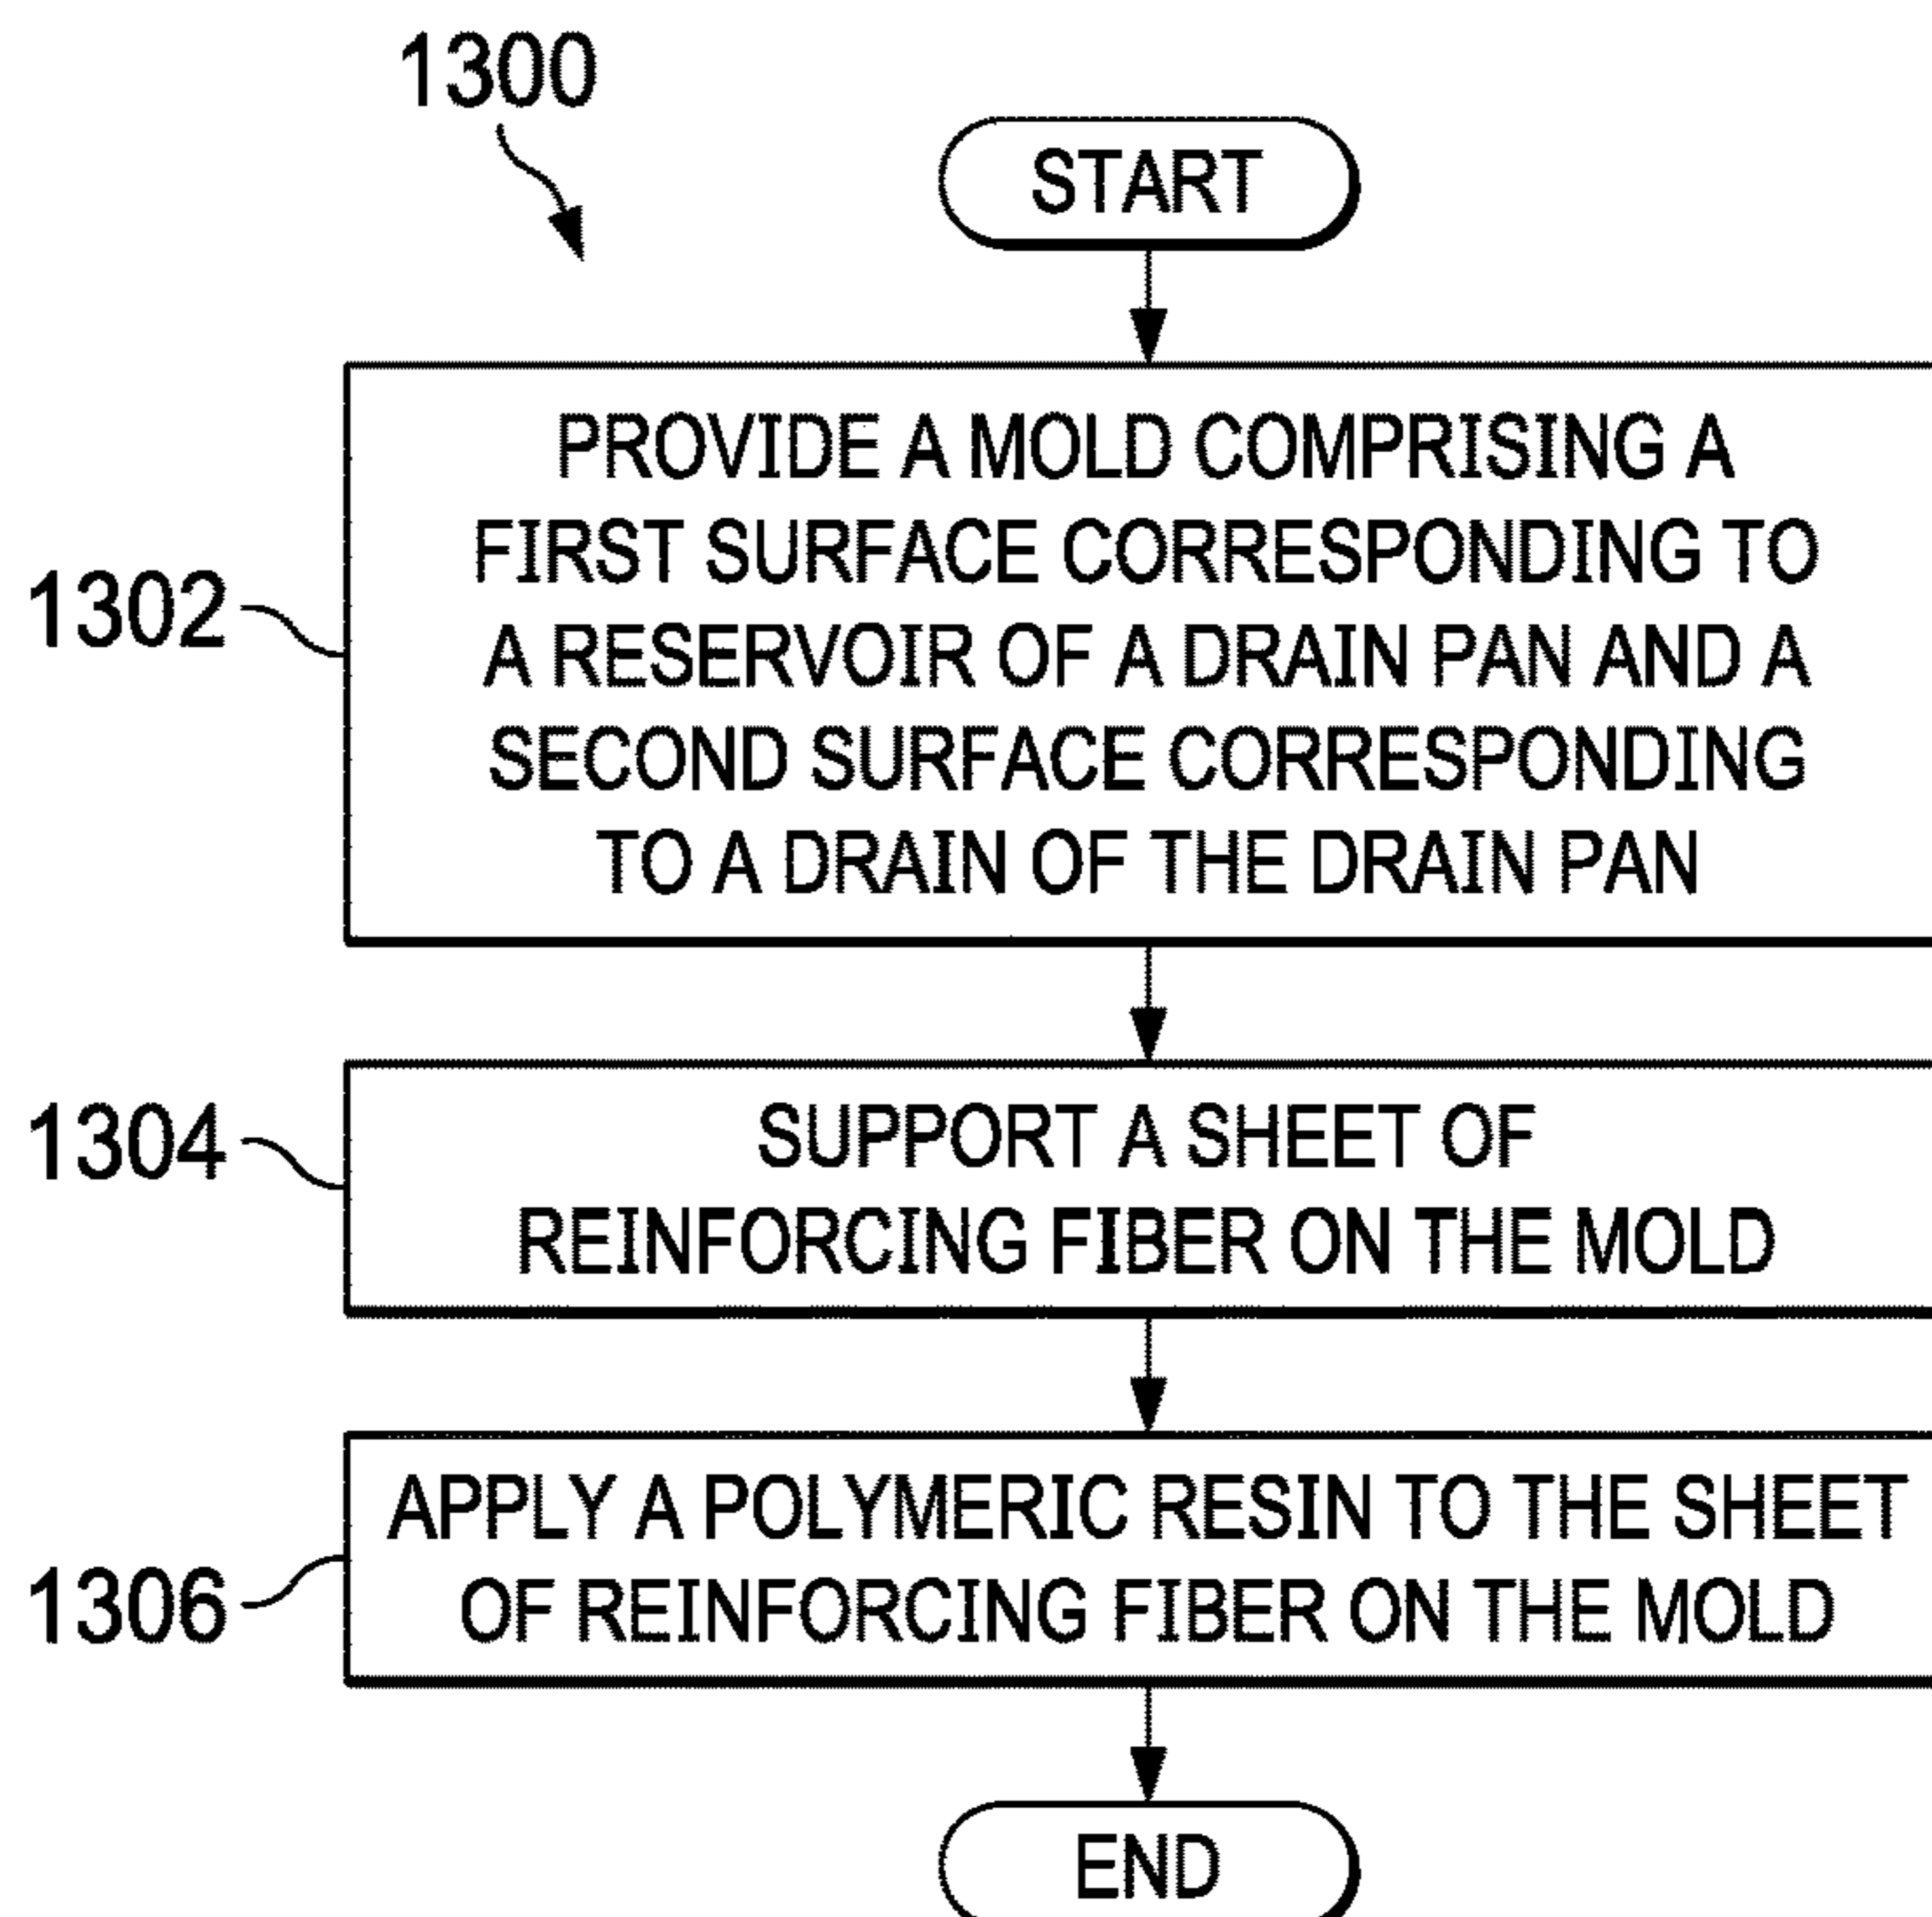 1300
START
PROVIDE A MOLD COMPRISING A
FIRST SURFACE CORRESPONDING TO
1302
A RESERVOIR OF A DRAIN PAN AND A
SECOND SURFACE CORRESPONDING
TO A DRAIN OF THE DRAIN PAN
1304
SUPPORT A SHEET OF
REINFORCING FIBER ON THE MOLD
1306
APPLY A POLYMERIC RESIN TO THE SHEET
OF REINFORCING FIBER ON THE MOLD
END